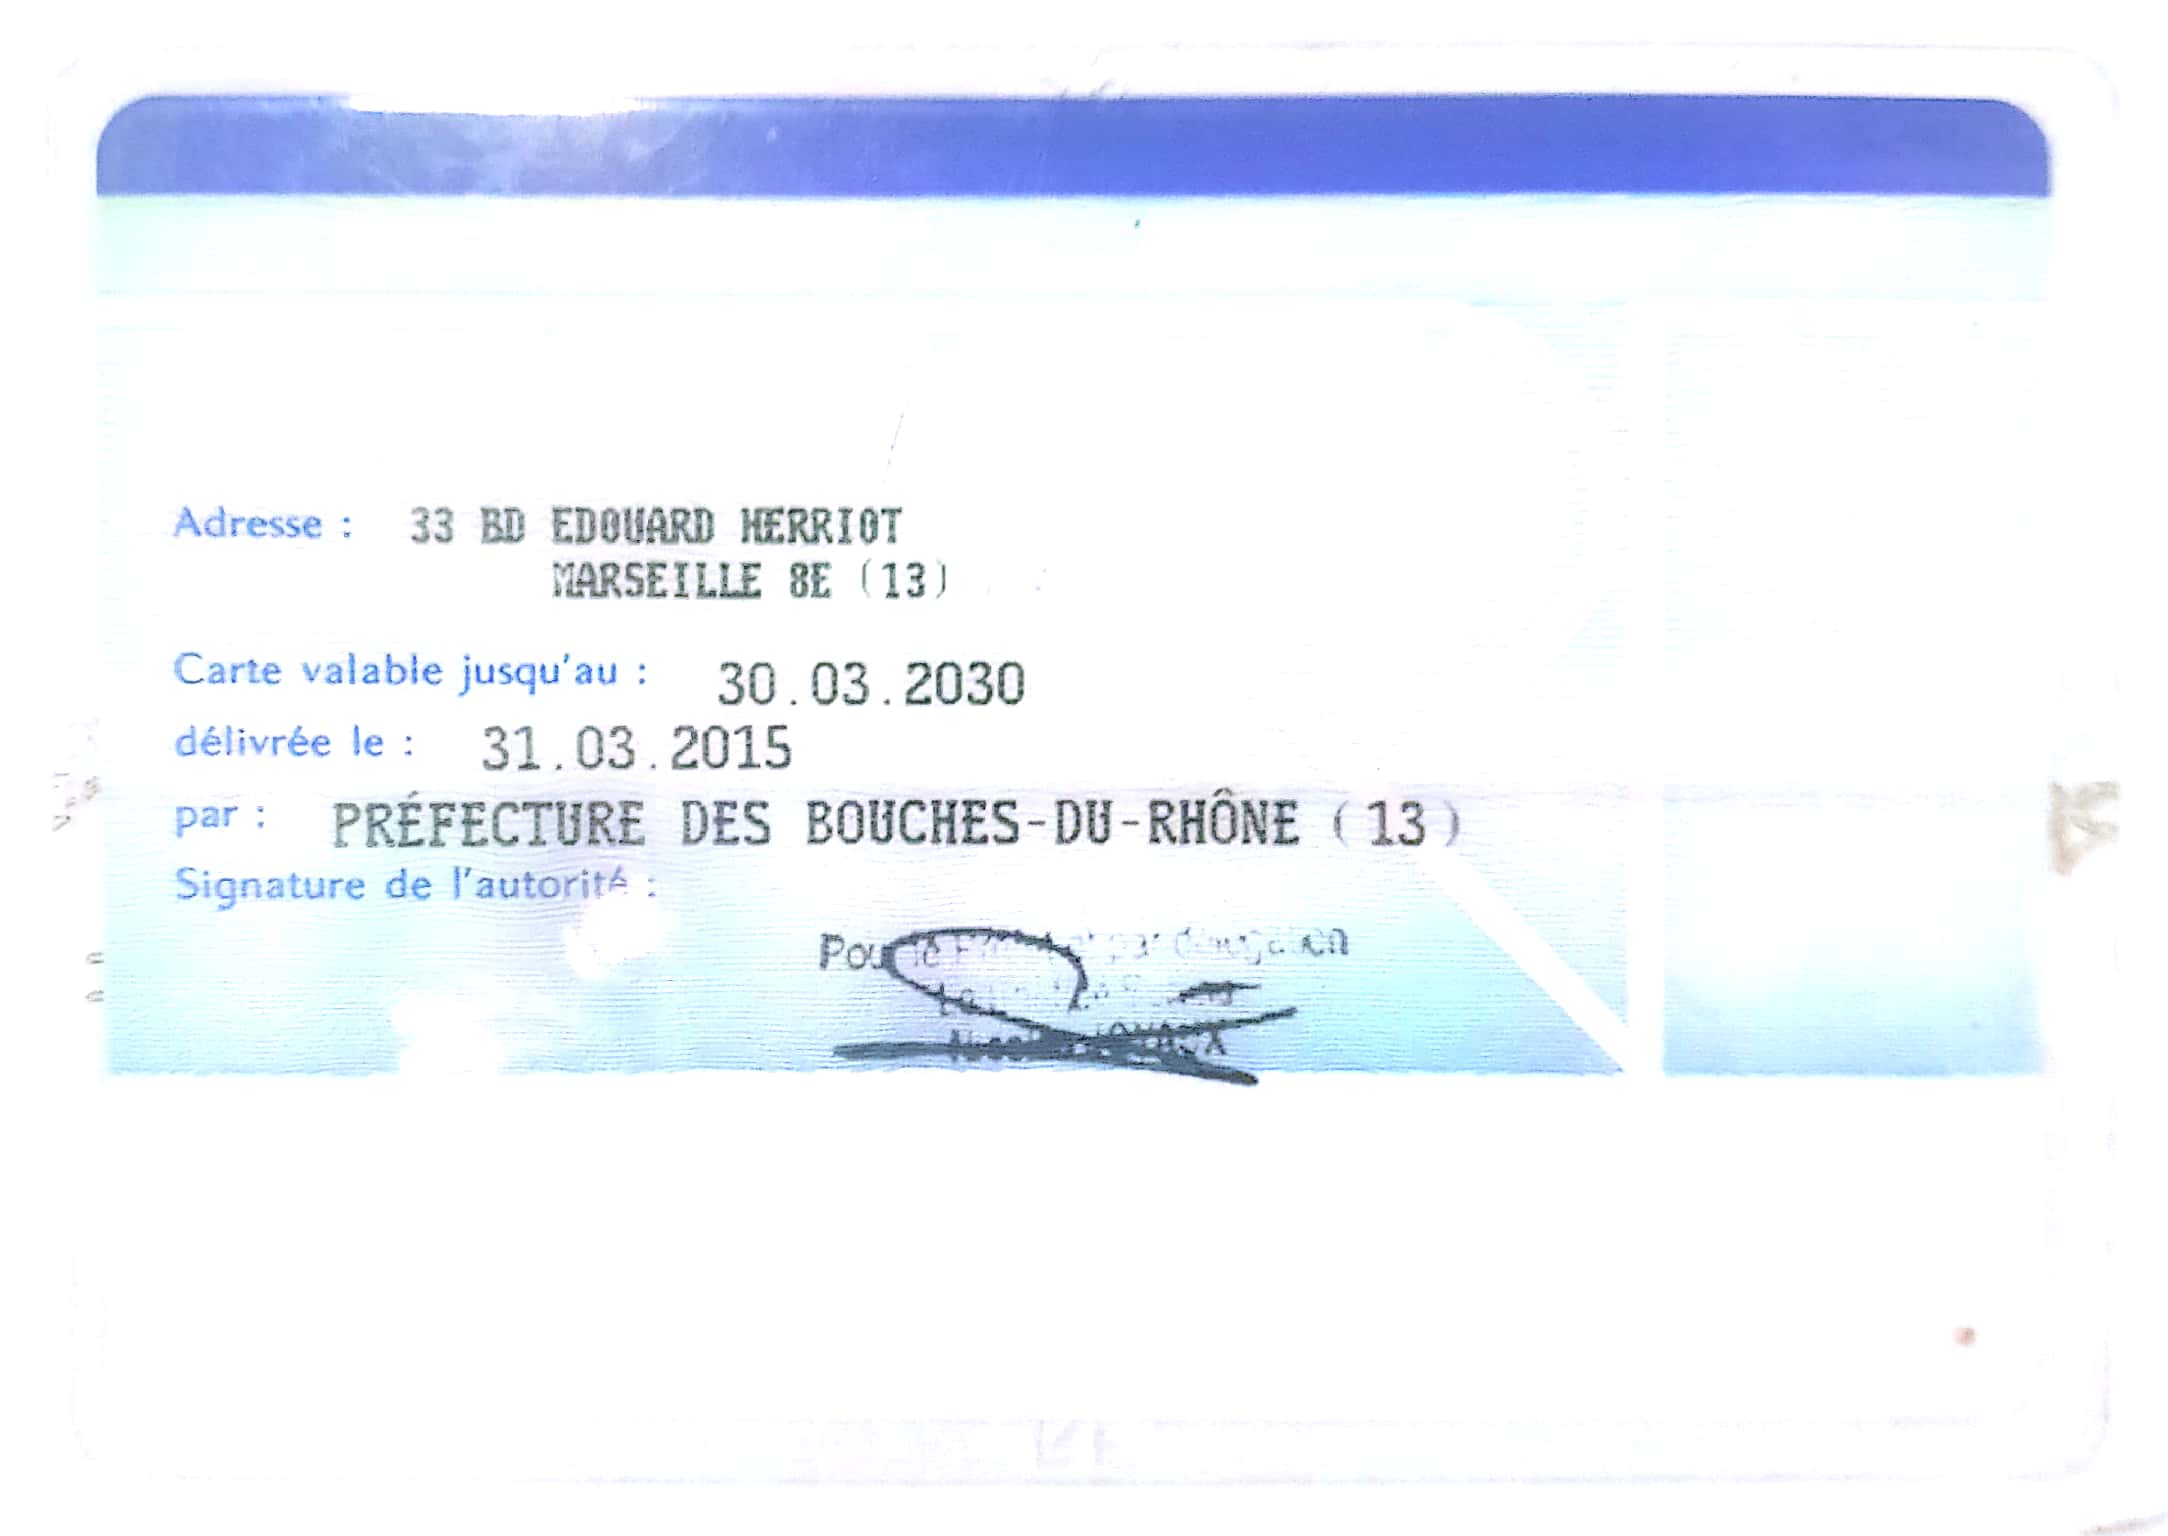 Adresse : 33 BD EDOUARD HERRIOT
MARSEILLE 8E (13)
Carte valable jusqu'au : 30.03.2030
délivrée le : 31.03.2015
par : PRÉFECTURE DES BOUCHES-DU-RHÔNE (13)
Signature de l'autorité :